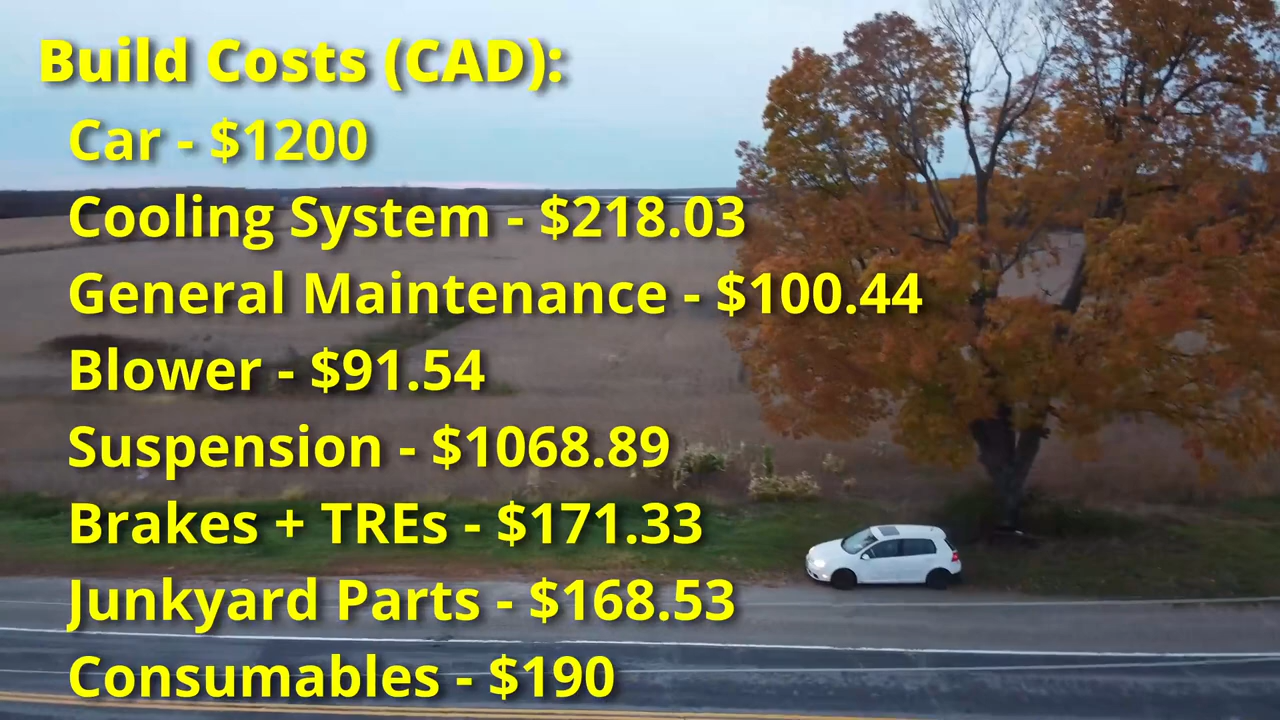 Build Costs (CAD):
Car - $1200
Cooling System - $218.03
General Maintenance - $100.44
Blower - $91.54
Suspension - $1068.89
Brakes + TREs - $171.33
Junkyard Parts - $168.53
Consumables - $190